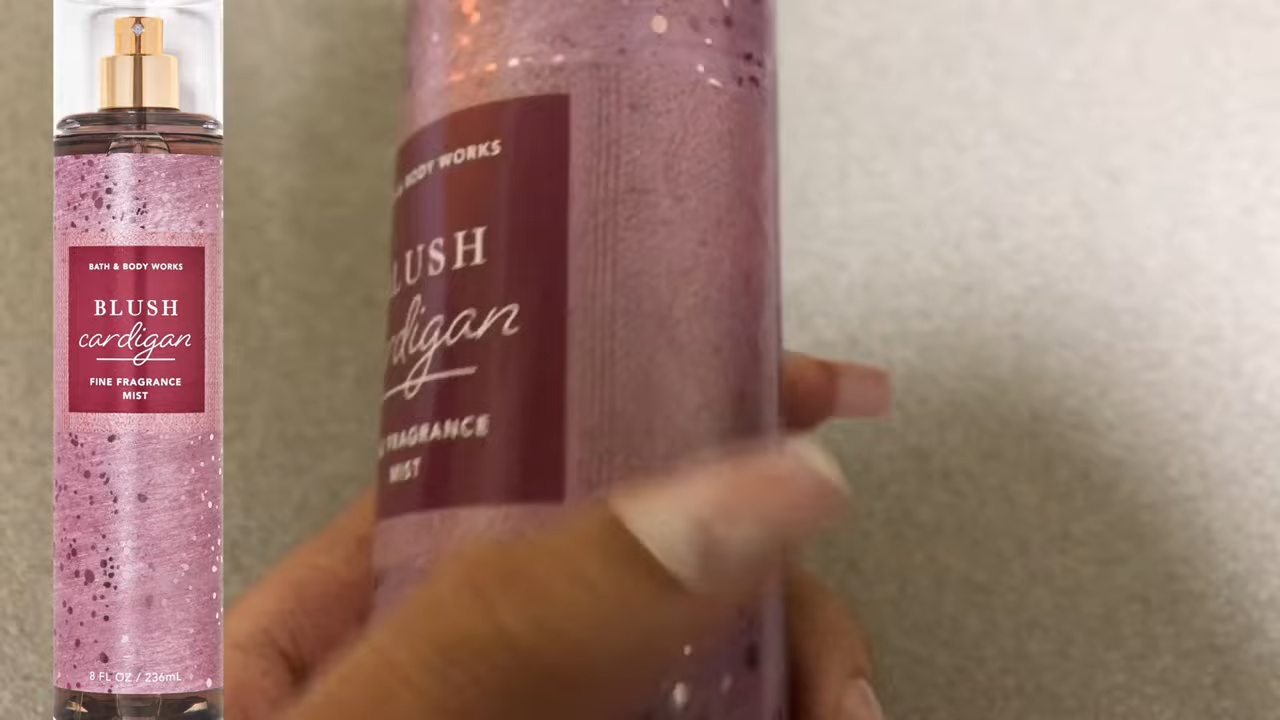 BATH & BODY WORKS
BLUSH
cardigan
FINE FRAGRANCE
MIST
8 FL OZ / 236mL
BODY WORKS
LUSH
rdigan
FRAGRANCE
MIST